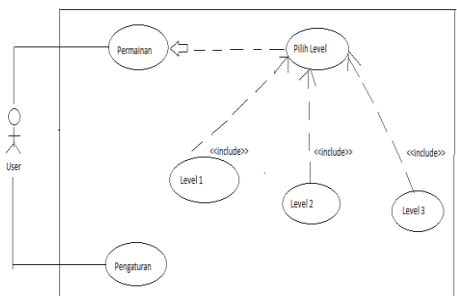 Permainan
Pilih Level
<<include>>
<<include>>
<<include>>
User
Level 1
Level 2
Level 3
Pengaturan